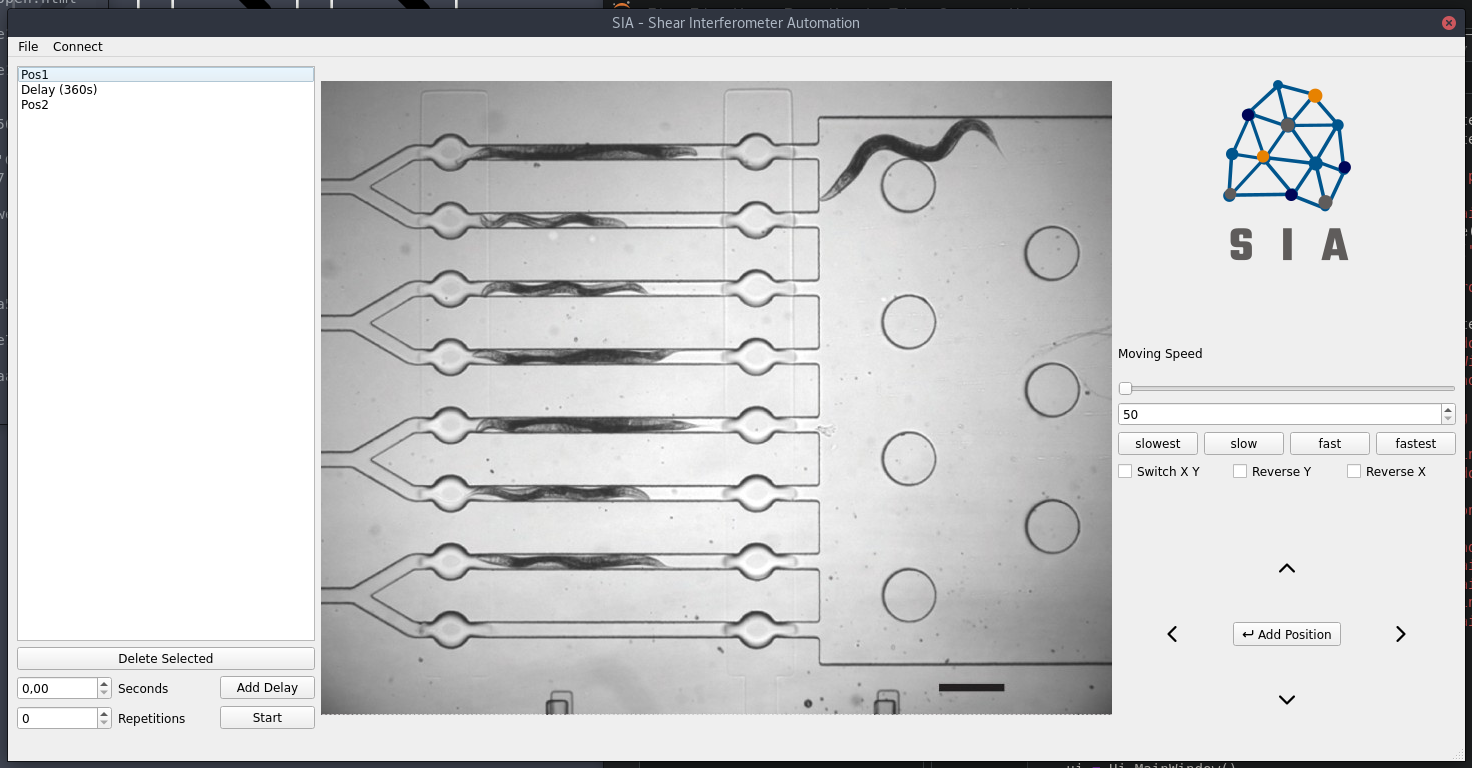 SIA - Shear Interferometer Automation
File Connect
Pos1
Delay (360s)
Pos2
Delete Selected
0,00 Seconds Add Delay
0 Repetitions Start
S I A
Moving Speed
50
slowest slow fast fastest
Switch X Y Reverse Y Reverse X
Add Position